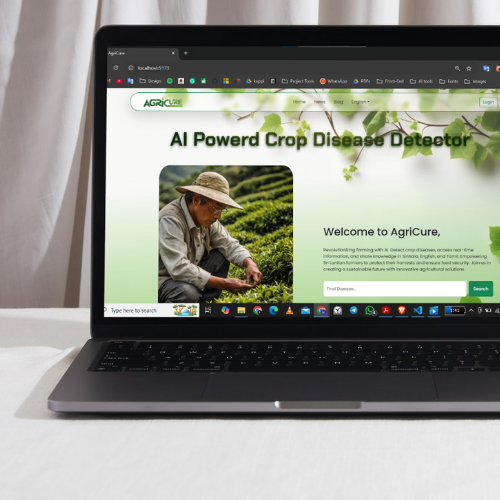 AgriCure
localhost:5173
Design
Project Tools
WhatsApp
PDFs
Front-End
AI tools
Fonts
Images
AGRiCURE
Home News Blog English
Login
AI Powerd Crop Disease Detector
Welcome to AgriCure,
Revolutionizing farming with AI. Detect crop diseases, access real-time
information, and share knowledge in Sinhala, English, and Tamil. Empowering
Sri Lankan farmers to protect their harvests and ensure food security. Join us in
creating a sustainable future with innovative agricultural solutions.
Find Disease...
Search
Type here to search